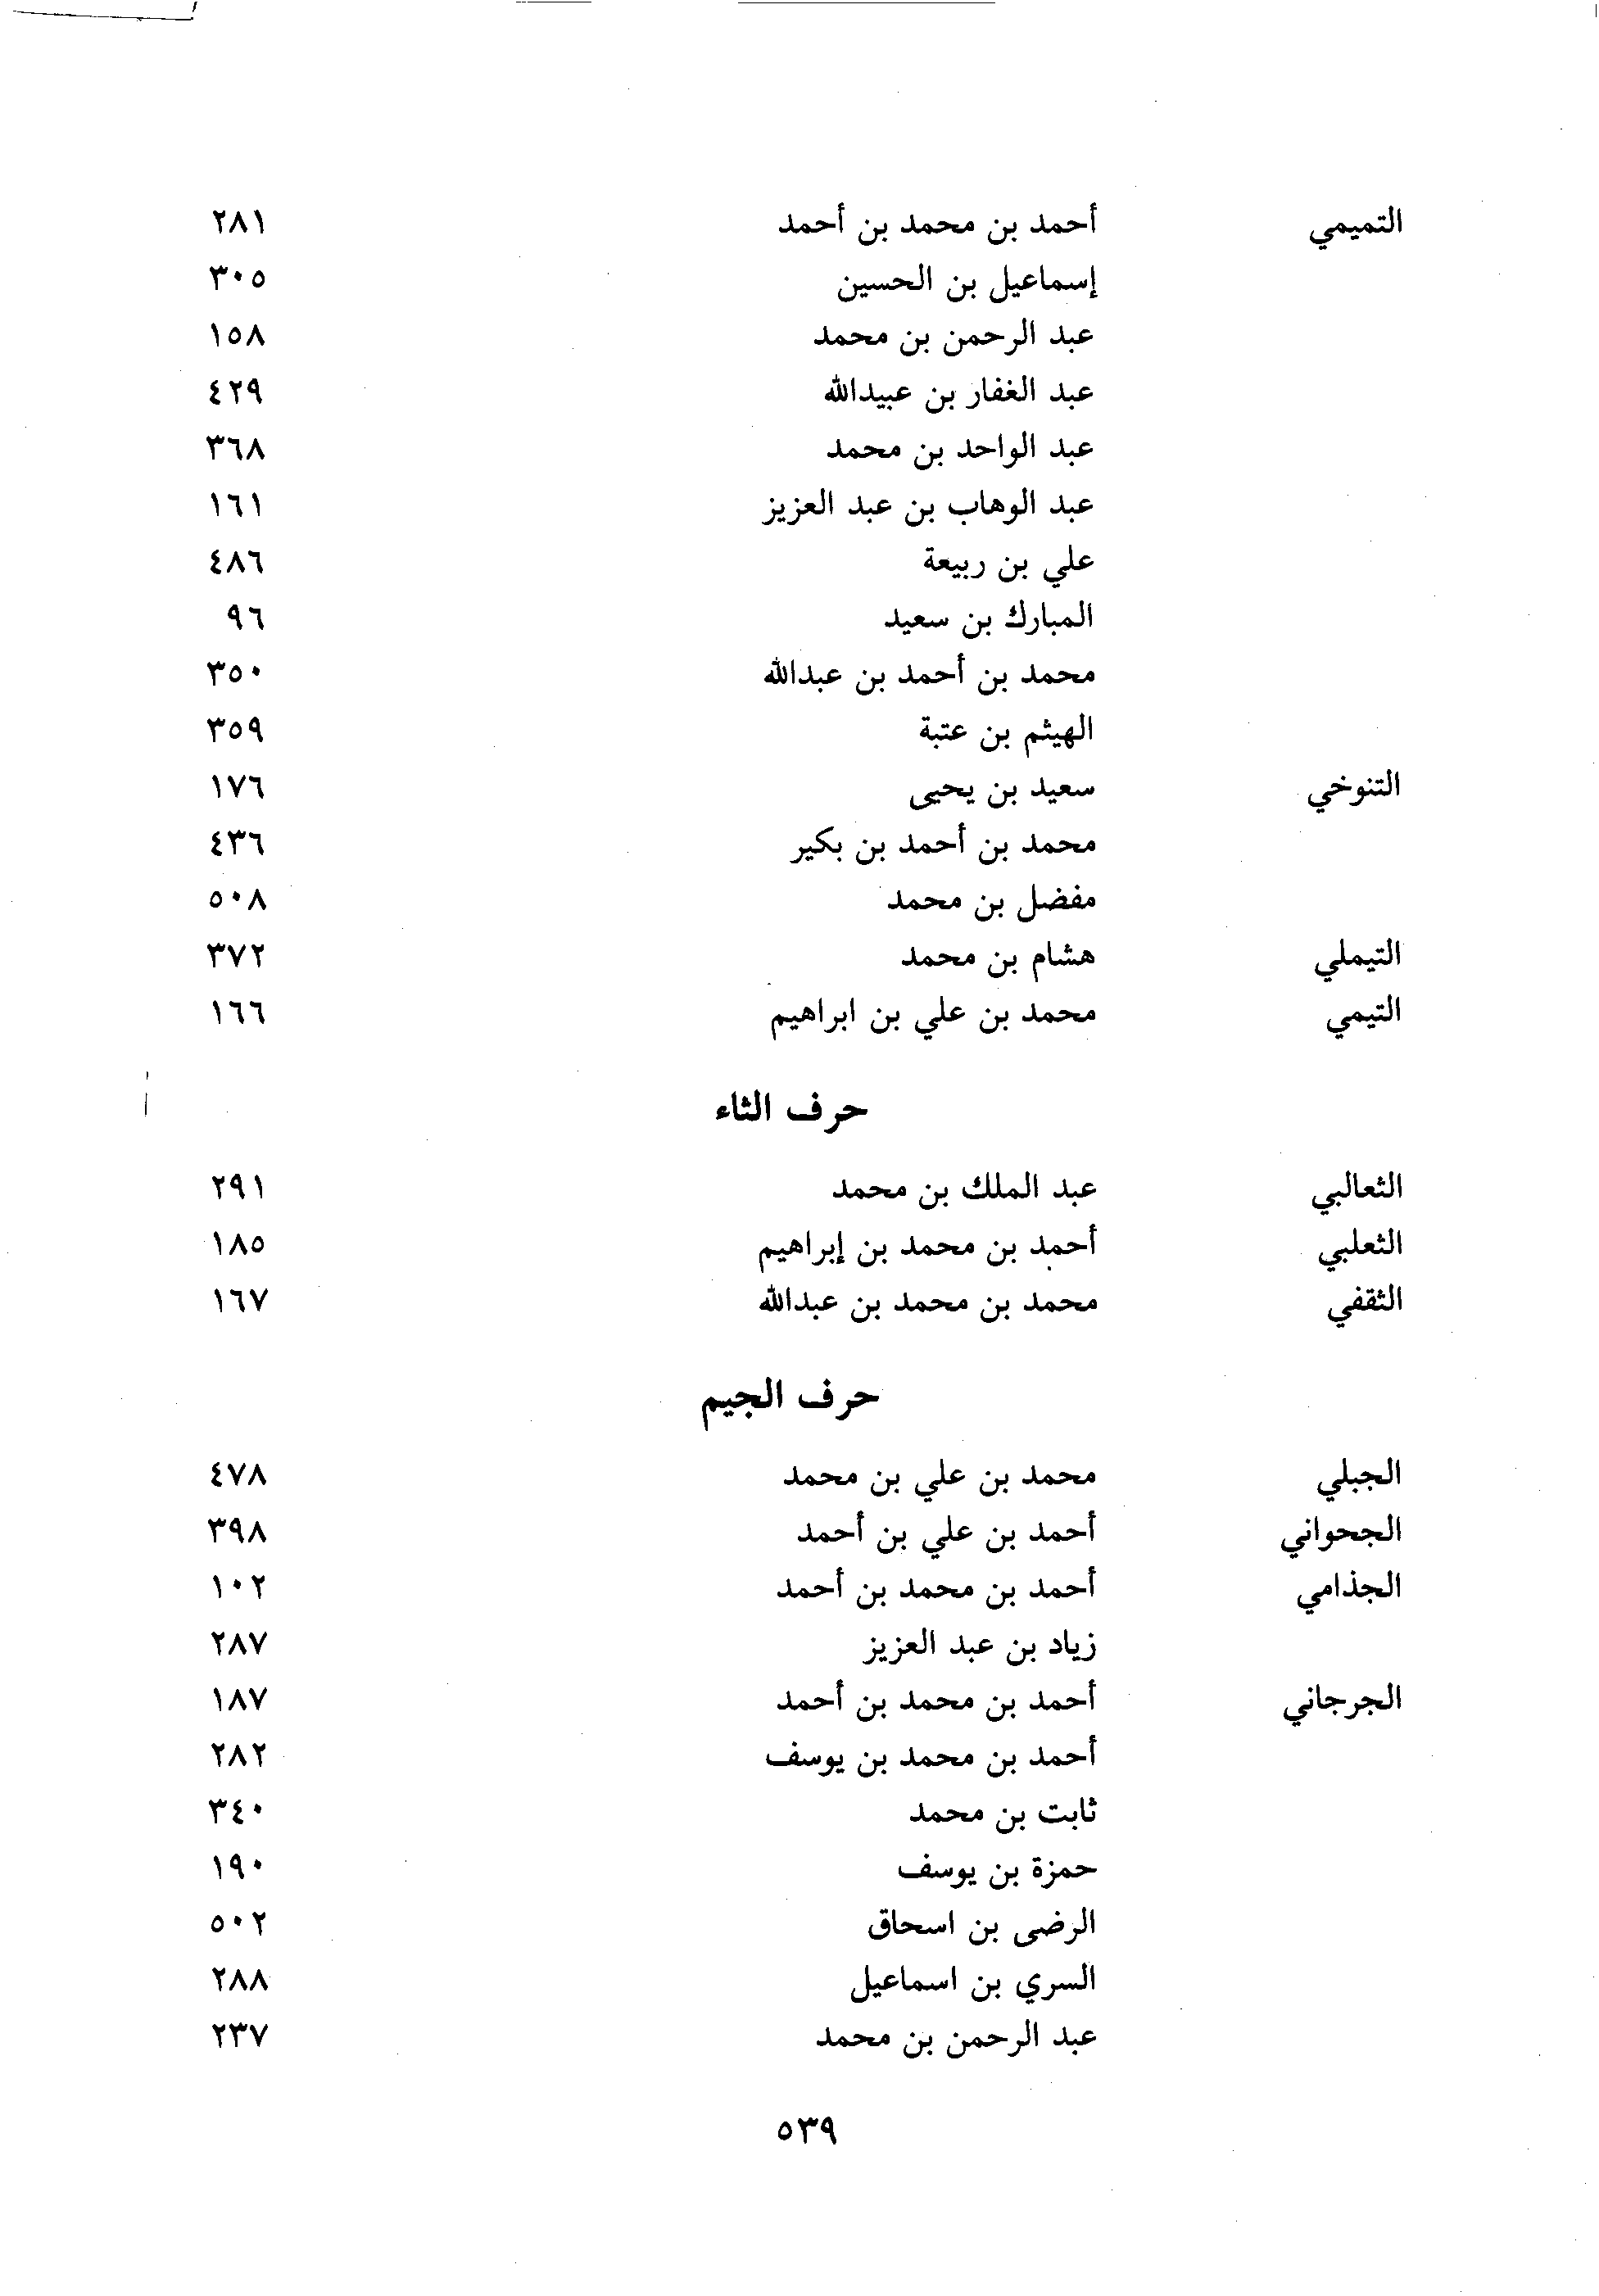 التميمي أحمد بن محمد بن أحمد ٢٨١
إسماعيل بن الحسين ٣٠٥
عبد الرحمن بن محمد ١٥٨
عبد الغفار بن عبيدالله ٤٢٩
عبد الواحد بن محمد ٣٦٨
عبد الوهاب بن عبد العزيز ١٦١
علي بن ربيعة ٤٨٦
المبارك بن سعيد ٩٦
محمد بن أحمد بن عبدالله ٣٥٠
الهيثم بن عتبة ٣٥٩
التنوخي سعيد بن يحيى ١٧٦
محمد بن أحمد بن بكير ٤٣٦
مفضل بن محمد ٥٠٨
التيملي هشام بن محمد ٣٧٢
التيمي محمد بن علي بن ابراهيم ١٦٦
حرف الثاء
الثعالبي عبد الملك بن محمد ٢٩١
الثعلبي أحمد بن محمد بن إبراهيم ١٨٥
الثقفي محمد بن محمد بن عبدالله ١٦٧
حرف الجيم
الجبلي محمد بن علي بن محمد ٤٧٨
الجحواني أحمد بن علي بن أحمد ٣٩٨
الجذامي أحمد بن محمد بن أحمد ١٠٢
زياد بن عبد العزيز ٢٨٧
الجرجاني أحمد بن محمد بن أحمد ١٨٧
أحمد بن محمد بن يوسف ٢٨٢
ثابت بن محمد ٣٤٠
حمزة بن يوسف ١٩٠
الرضى بن اسحاق ٥٠٢
السري بن اسماعيل ٢٨٨
عبد الرحمن بن محمد ٢٣٧
٥٣٩